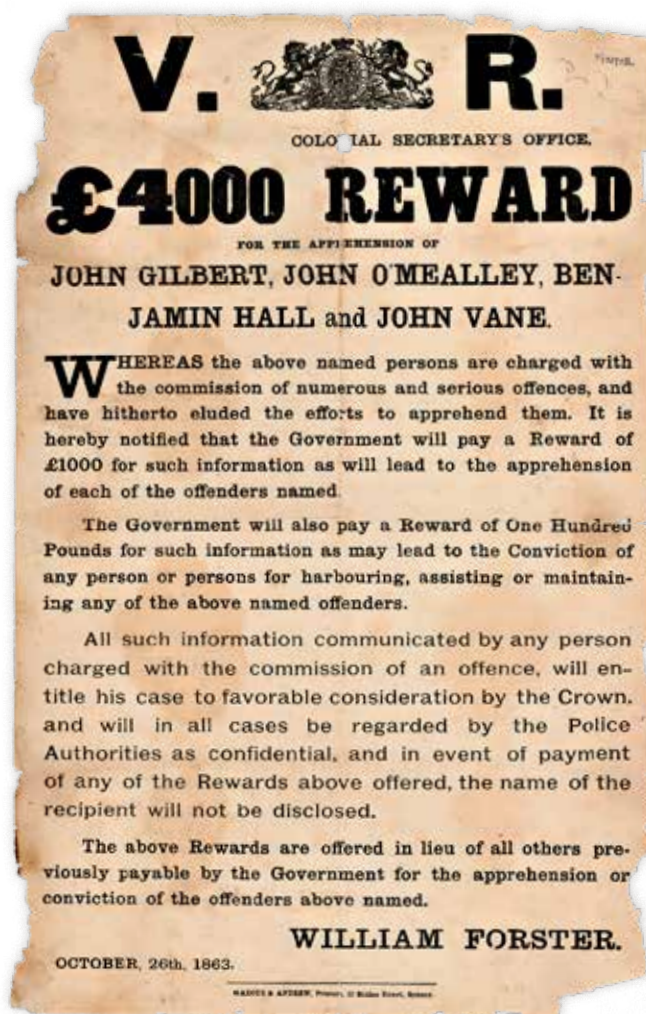 V. R.
COLONIAL SECRETARY'S OFFICE,
£4000 REWARD
FOR THE APPREHENSION OF
JOHN GILBERT, JOHN O'MEALLEY, BEN-
JAMIN HALL and JOHN VANE.
WHEREAS the above named persons are charged with
the commission of numerous and serious offences, and
have hitherto eluded the efforts to apprehend them. It is
hereby notified that the Government will pay a Reward of
£1000 for such information as will lead to the apprehension
of each of the offenders named.
The Government will also pay a Reward of One Hundred
Pounds for such information as may lead to the Conviction of
any person or persons for harbouring, assisting or maintain-
ing any of the above named offenders.
All such information communicated by any person
charged with the commission of an offence, will en-
title his case to favorable consideration by the Crown.
and will in all cases be regarded by the Police
Authorities as confidential, and in event of payment
of any of the Rewards above offered, the name of the
recipient will not be disclosed.
The above Rewards are offered in lieu of all others pre-
viously payable by the Government for the apprehension or
conviction of the offenders above named.
WILLIAM FORSTER.
OCTOBER, 26th, 1863.
& ANDREW, Printers, Street, Sydney.